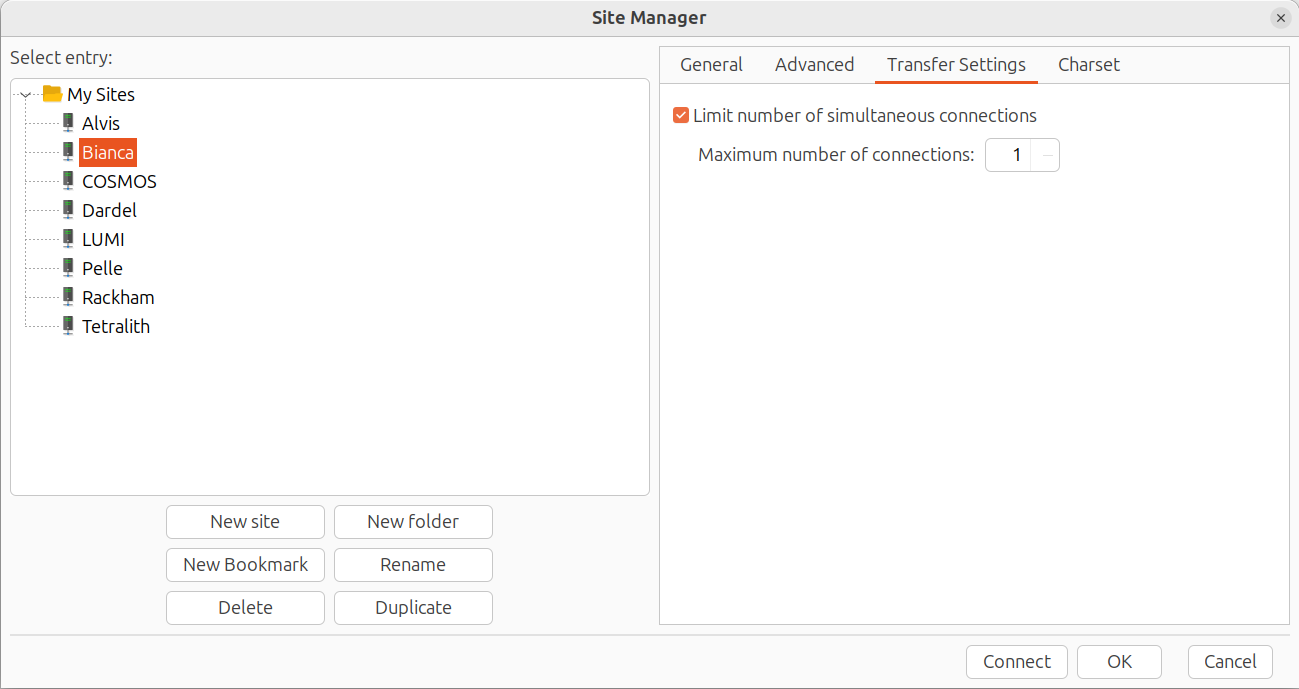 Site Manager
Select entry:
My Sites
Alvis
Bianca
COSMOS
Dardel
LUMI
Pelle
Rackham
Tetralith
New site
New folder
New Bookmark
Rename
Delete
Duplicate
General
Advanced
Transfer Settings
Charset
Limit number of simultaneous connections
Maximum number of connections: 1
Connect
OK
Cancel